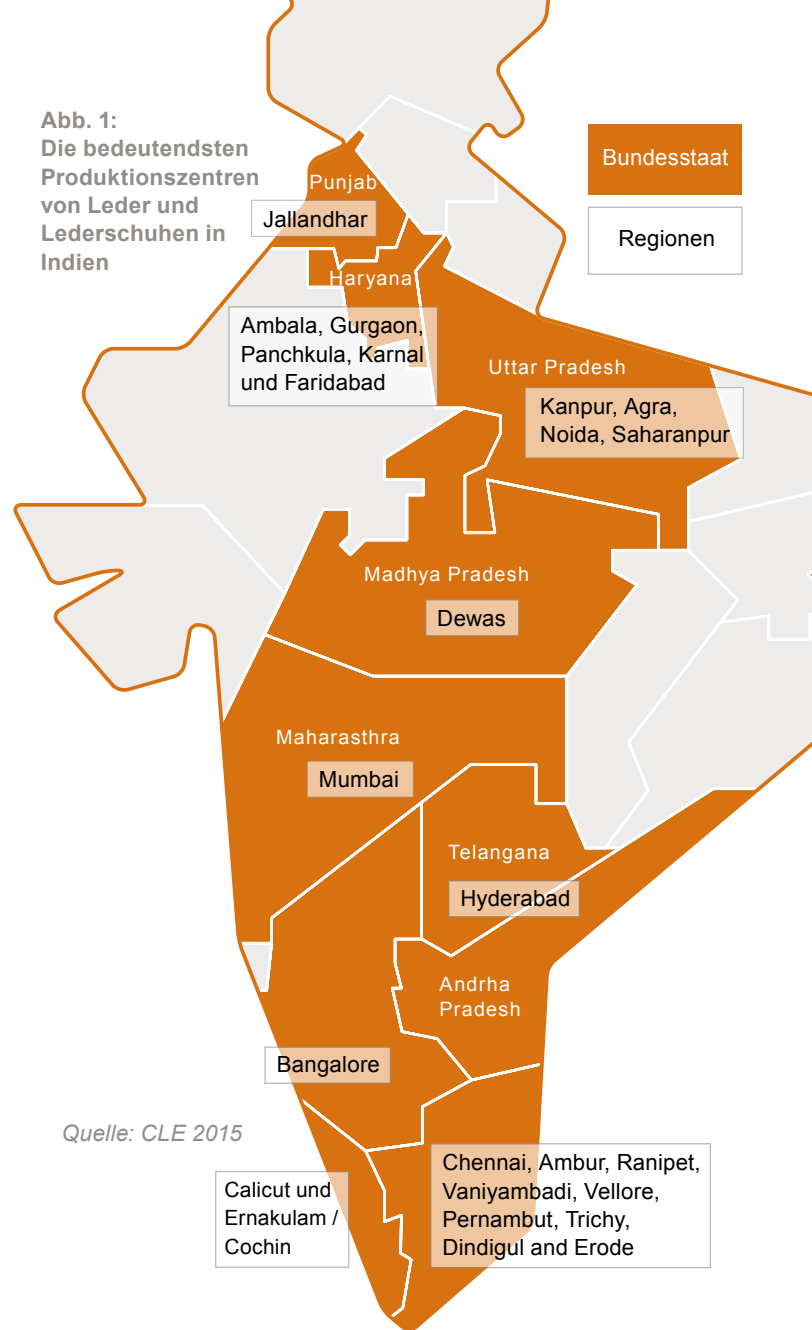 Abb. 1:
Die bedeutendsten
Produktionszentren
von Leder und
Lederschuhen in
Indien
Bundesstaat
Regionen
Punjab
Jallandhar
Haryana
Ambala, Gurgaon,
Panchkula, Karnal
und Faridabad
Uttar Pradesh
Kanpur, Agra,
Noida, Saharanpur
Madhya Pradesh
Dewas
Maharasthra
Mumbai
Telangana
Hyderabad
Andrha
Pradesh
Bangalore
Quelle: CLE 2015
Calicut und
Ernakulam /
Cochin
Chennai, Ambur, Ranipet,
Vaniyambadi, Vellore,
Pernambut, Trichy,
Dindigul and Erode